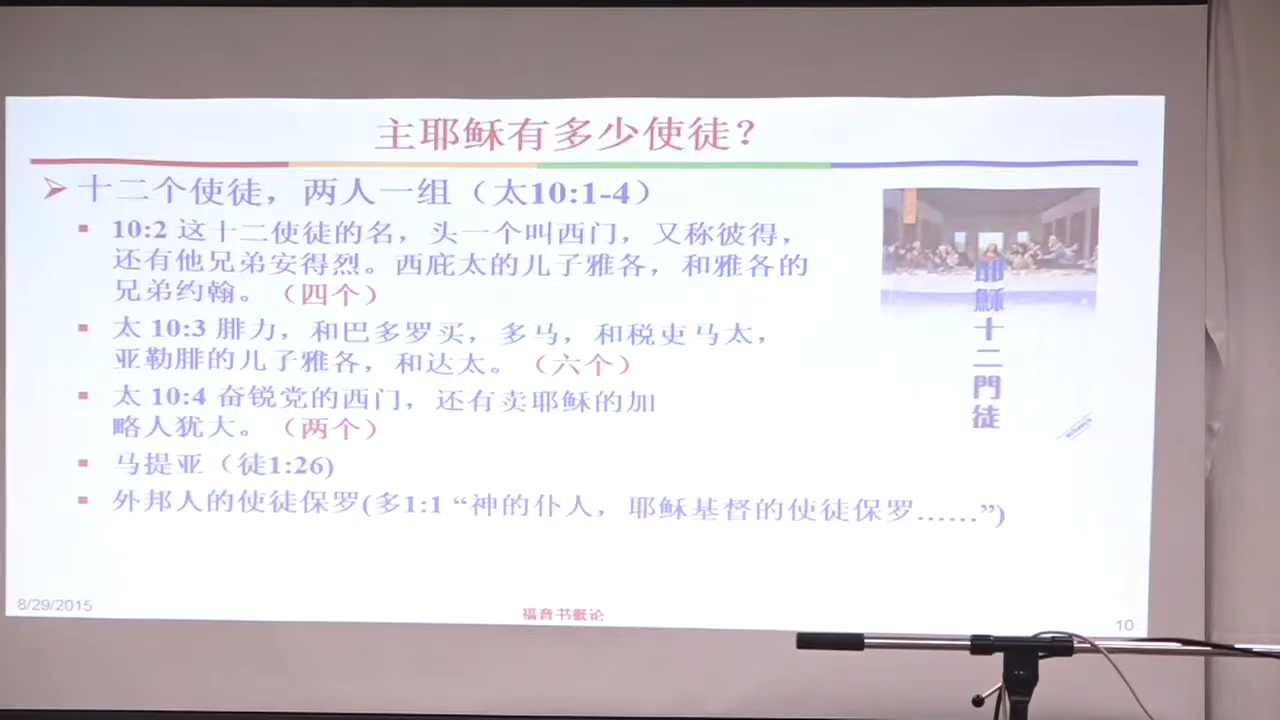 主耶稣有多少使徒？
十二个使徒，两人一组（太10:1-4）
10:2 这十二使徒的名，头一个叫西门，又称彼得，
还有他兄弟安得烈。西庇太的儿子雅各，和雅各的
兄弟约翰。（四个）
太 10:3 腓力，和巴多罗买，多马，和税吏马太，
亚勒腓的儿子雅各，和达太。（六个）
太 10:4 奋锐党的西门，还有卖耶稣的加
略人犹大。（两个）
马提亚（徒1:26)
外邦人的使徒保罗(多1:1 “神的仆人，耶稣基督的使徒保罗……”)
耶穌十二門徒
8/29/2015
福音书概论
10